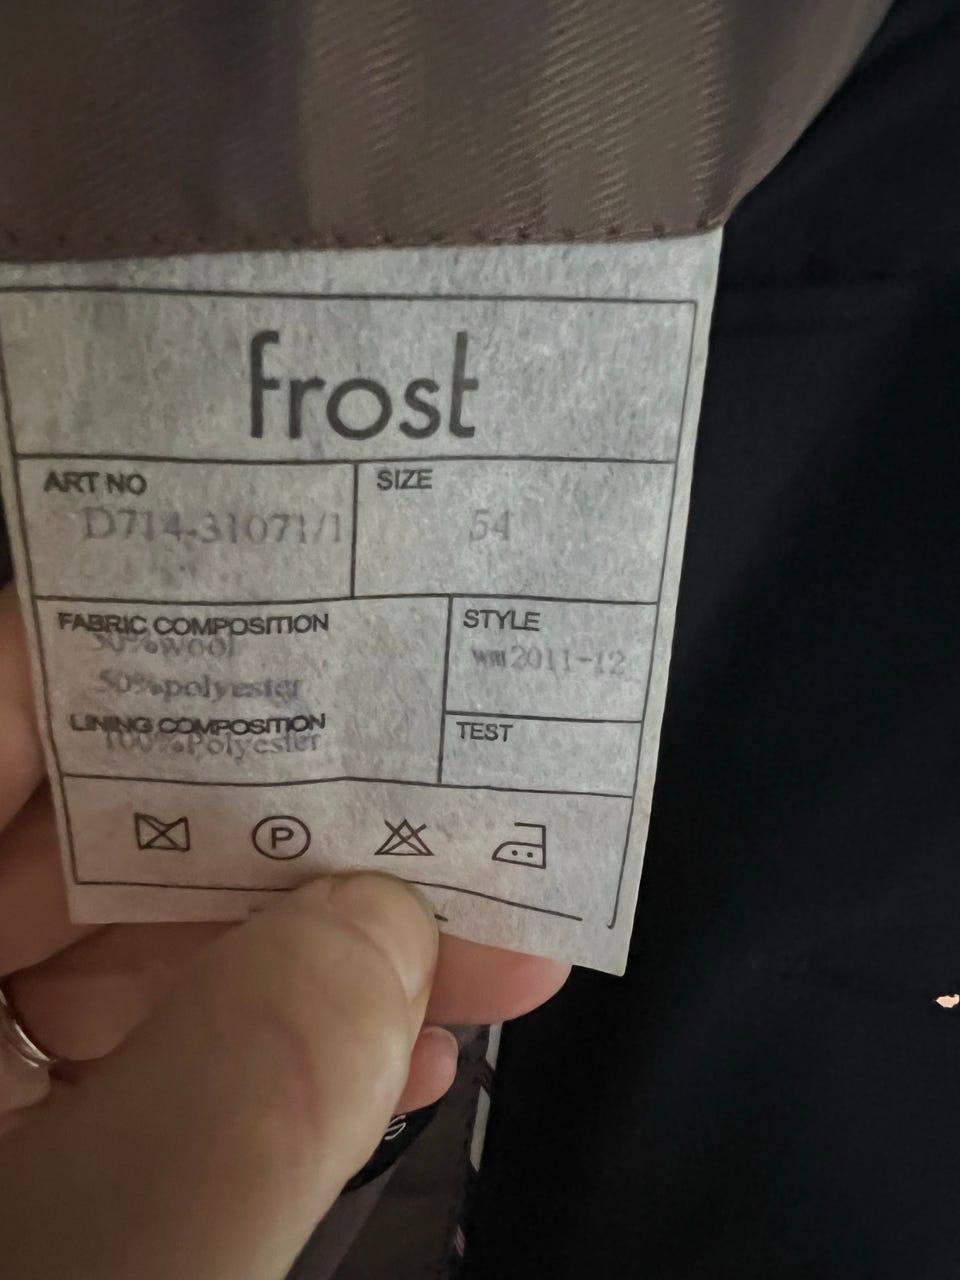 frost
ART NO
D714-31071/1
SIZE
54
FABRIC COMPOSITION
50%wool
50%polyester
LINING COMPOSITION
100%Polyester
STYLE
2011-12
TEST
P
S